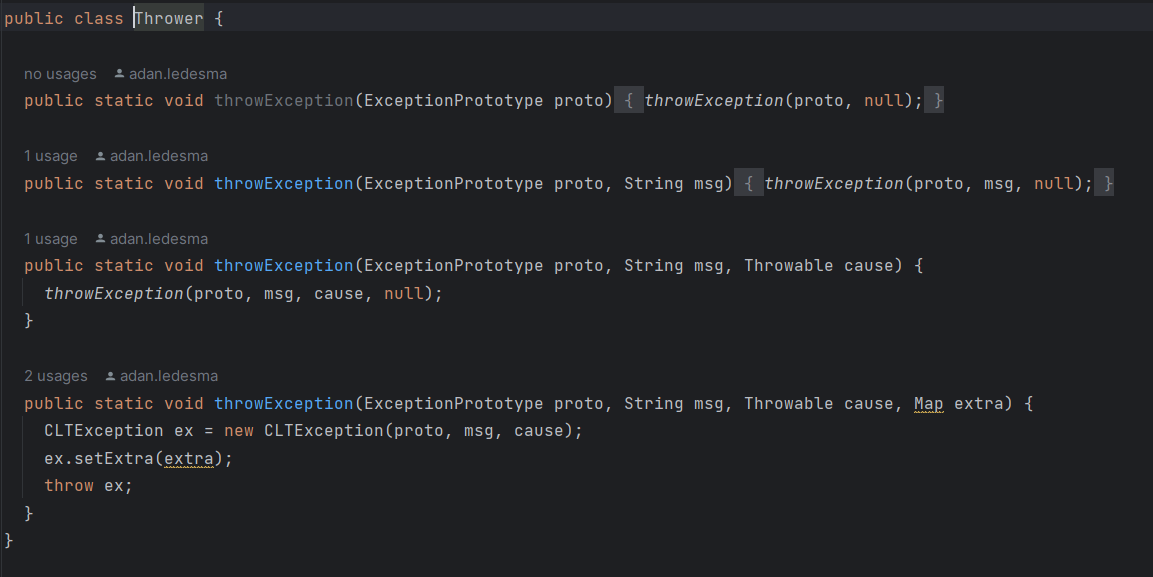 public class Thrower {
no usages adan.ledesma
public static void throwException(ExceptionPrototype proto) { throwException(proto, null); }
1 usage adan.ledesma
public static void throwException(ExceptionPrototype proto, String msg) { throwException(proto, msg, null); }
1 usage adan.ledesma
public static void throwException(ExceptionPrototype proto, String msg, Throwable cause) {
throwException(proto, msg, cause, null);
}
2 usages adan.ledesma
public static void throwException(ExceptionPrototype proto, String msg, Throwable cause, Map extra) {
CLTException ex = new CLTException(proto, msg, cause);
ex.setExtra(extra);
throw ex;
}
}